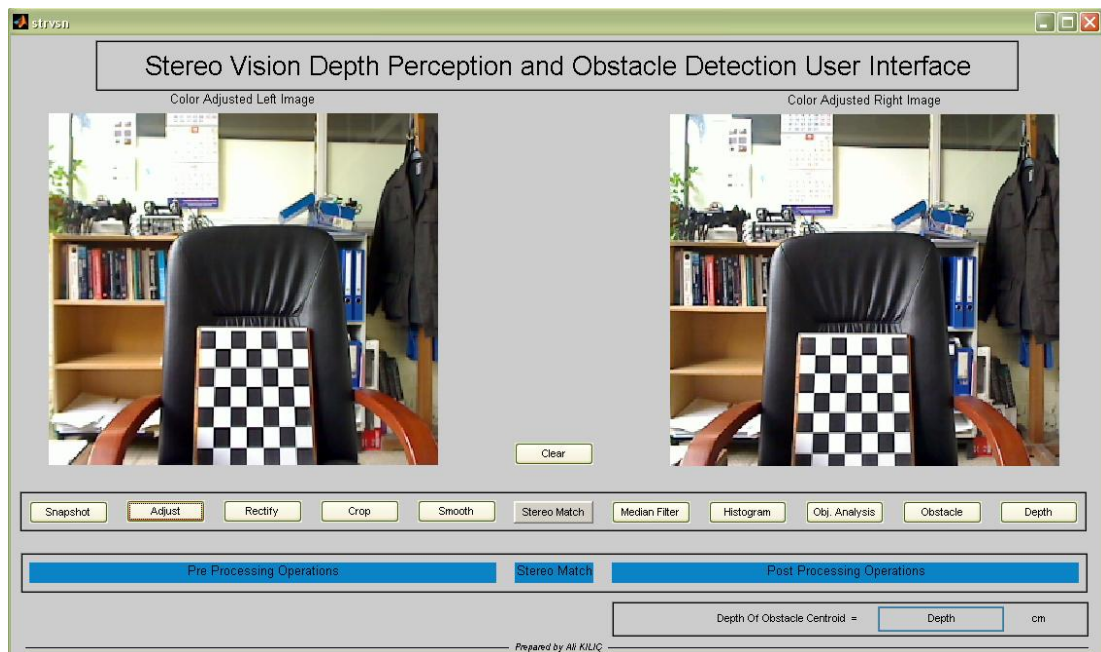 strvsn
Stereo Vision Depth Perception and Obstacle Detection User Interface
Color Adjusted Left Image
Color Adjusted Right Image
Clear
Snapshot Adjust Rectify Crop Smooth Stereo Match Median Filter Histogram Obj. Analysis Obstacle Depth
Pre Processing Operations Stereo Match Post Processing Operations
Depth Of Obstacle Centroid = Depth cm
Prepared by Ali KILIÇ